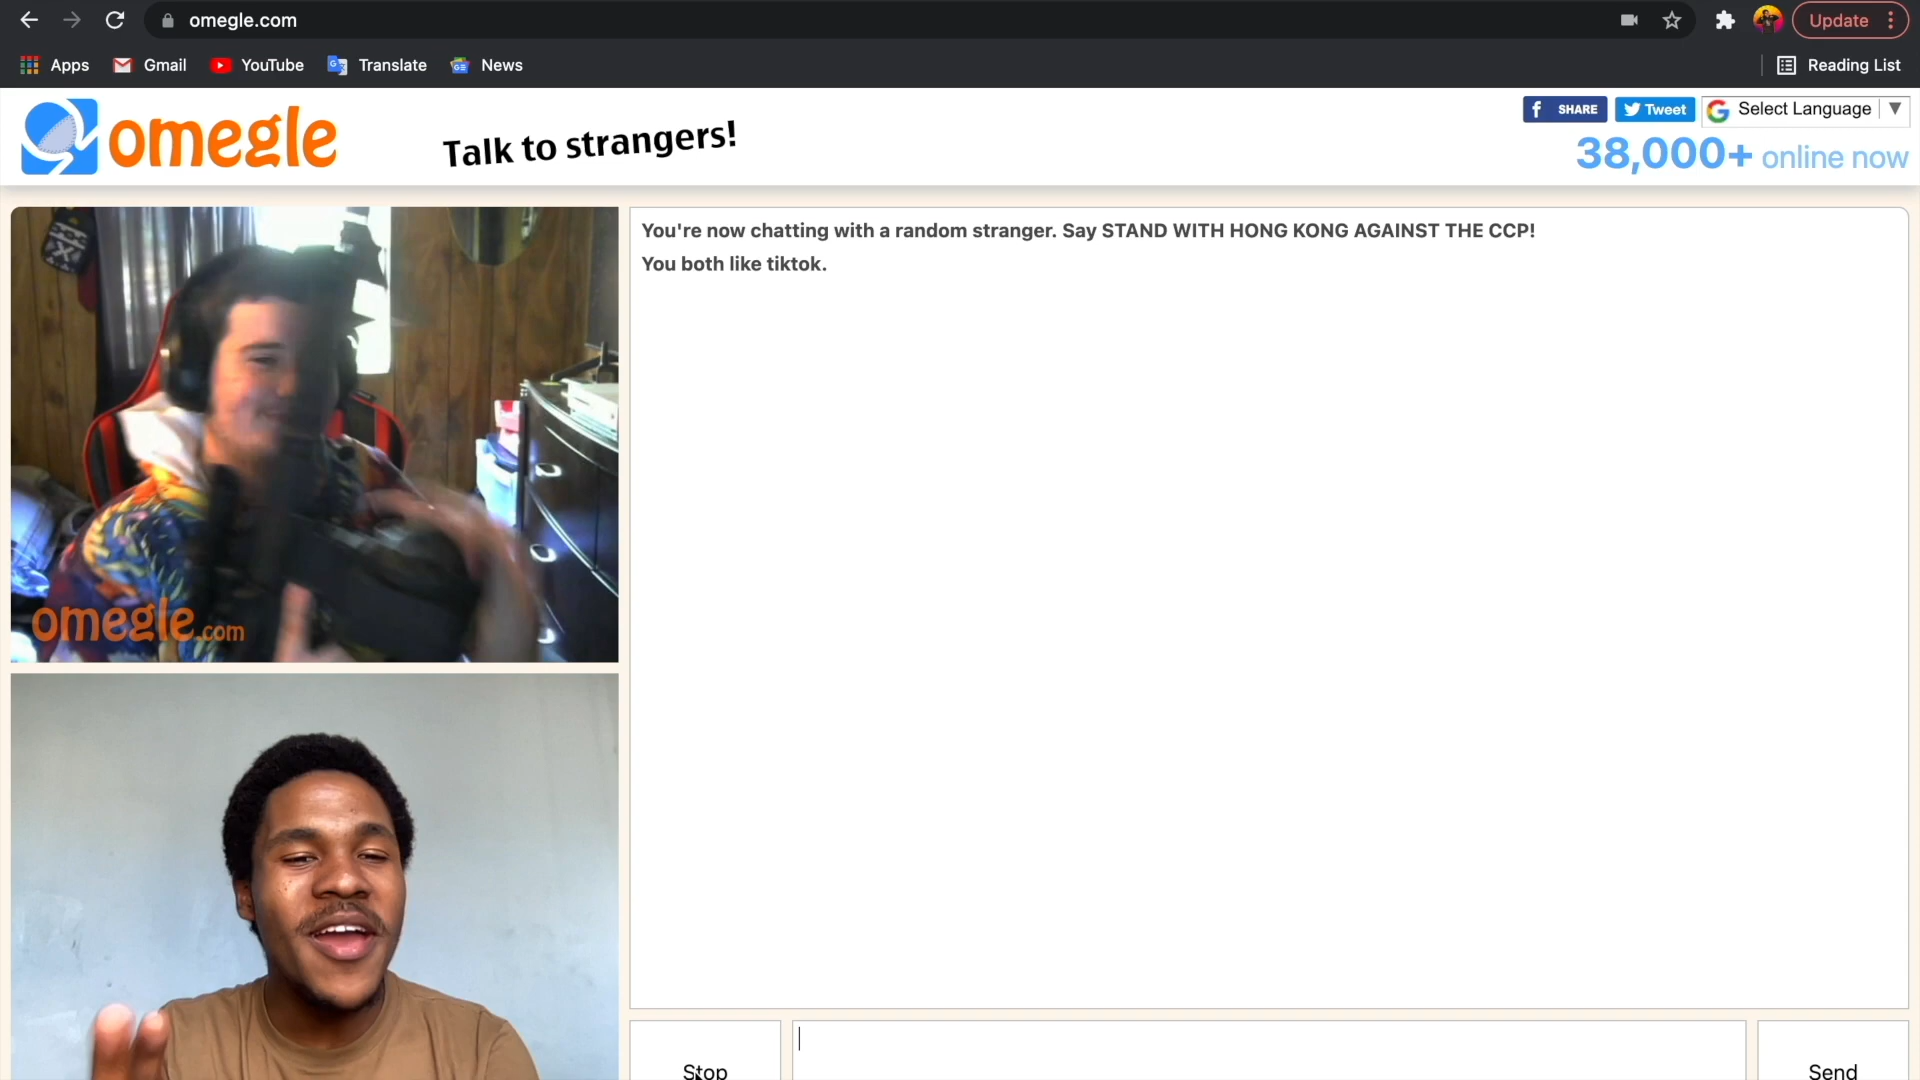 omegle.com
Update
Apps
Gmail
YouTube
Translate
News
Reading List
omegle
Talk to strangers!
f SHARE
Tweet
G Select Language ▼
38,000+ online now
You're now chatting with a random stranger. Say STAND WITH HONG KONG AGAINST THE CCP!
You both like tiktok.
omegle.com
Stop
Send